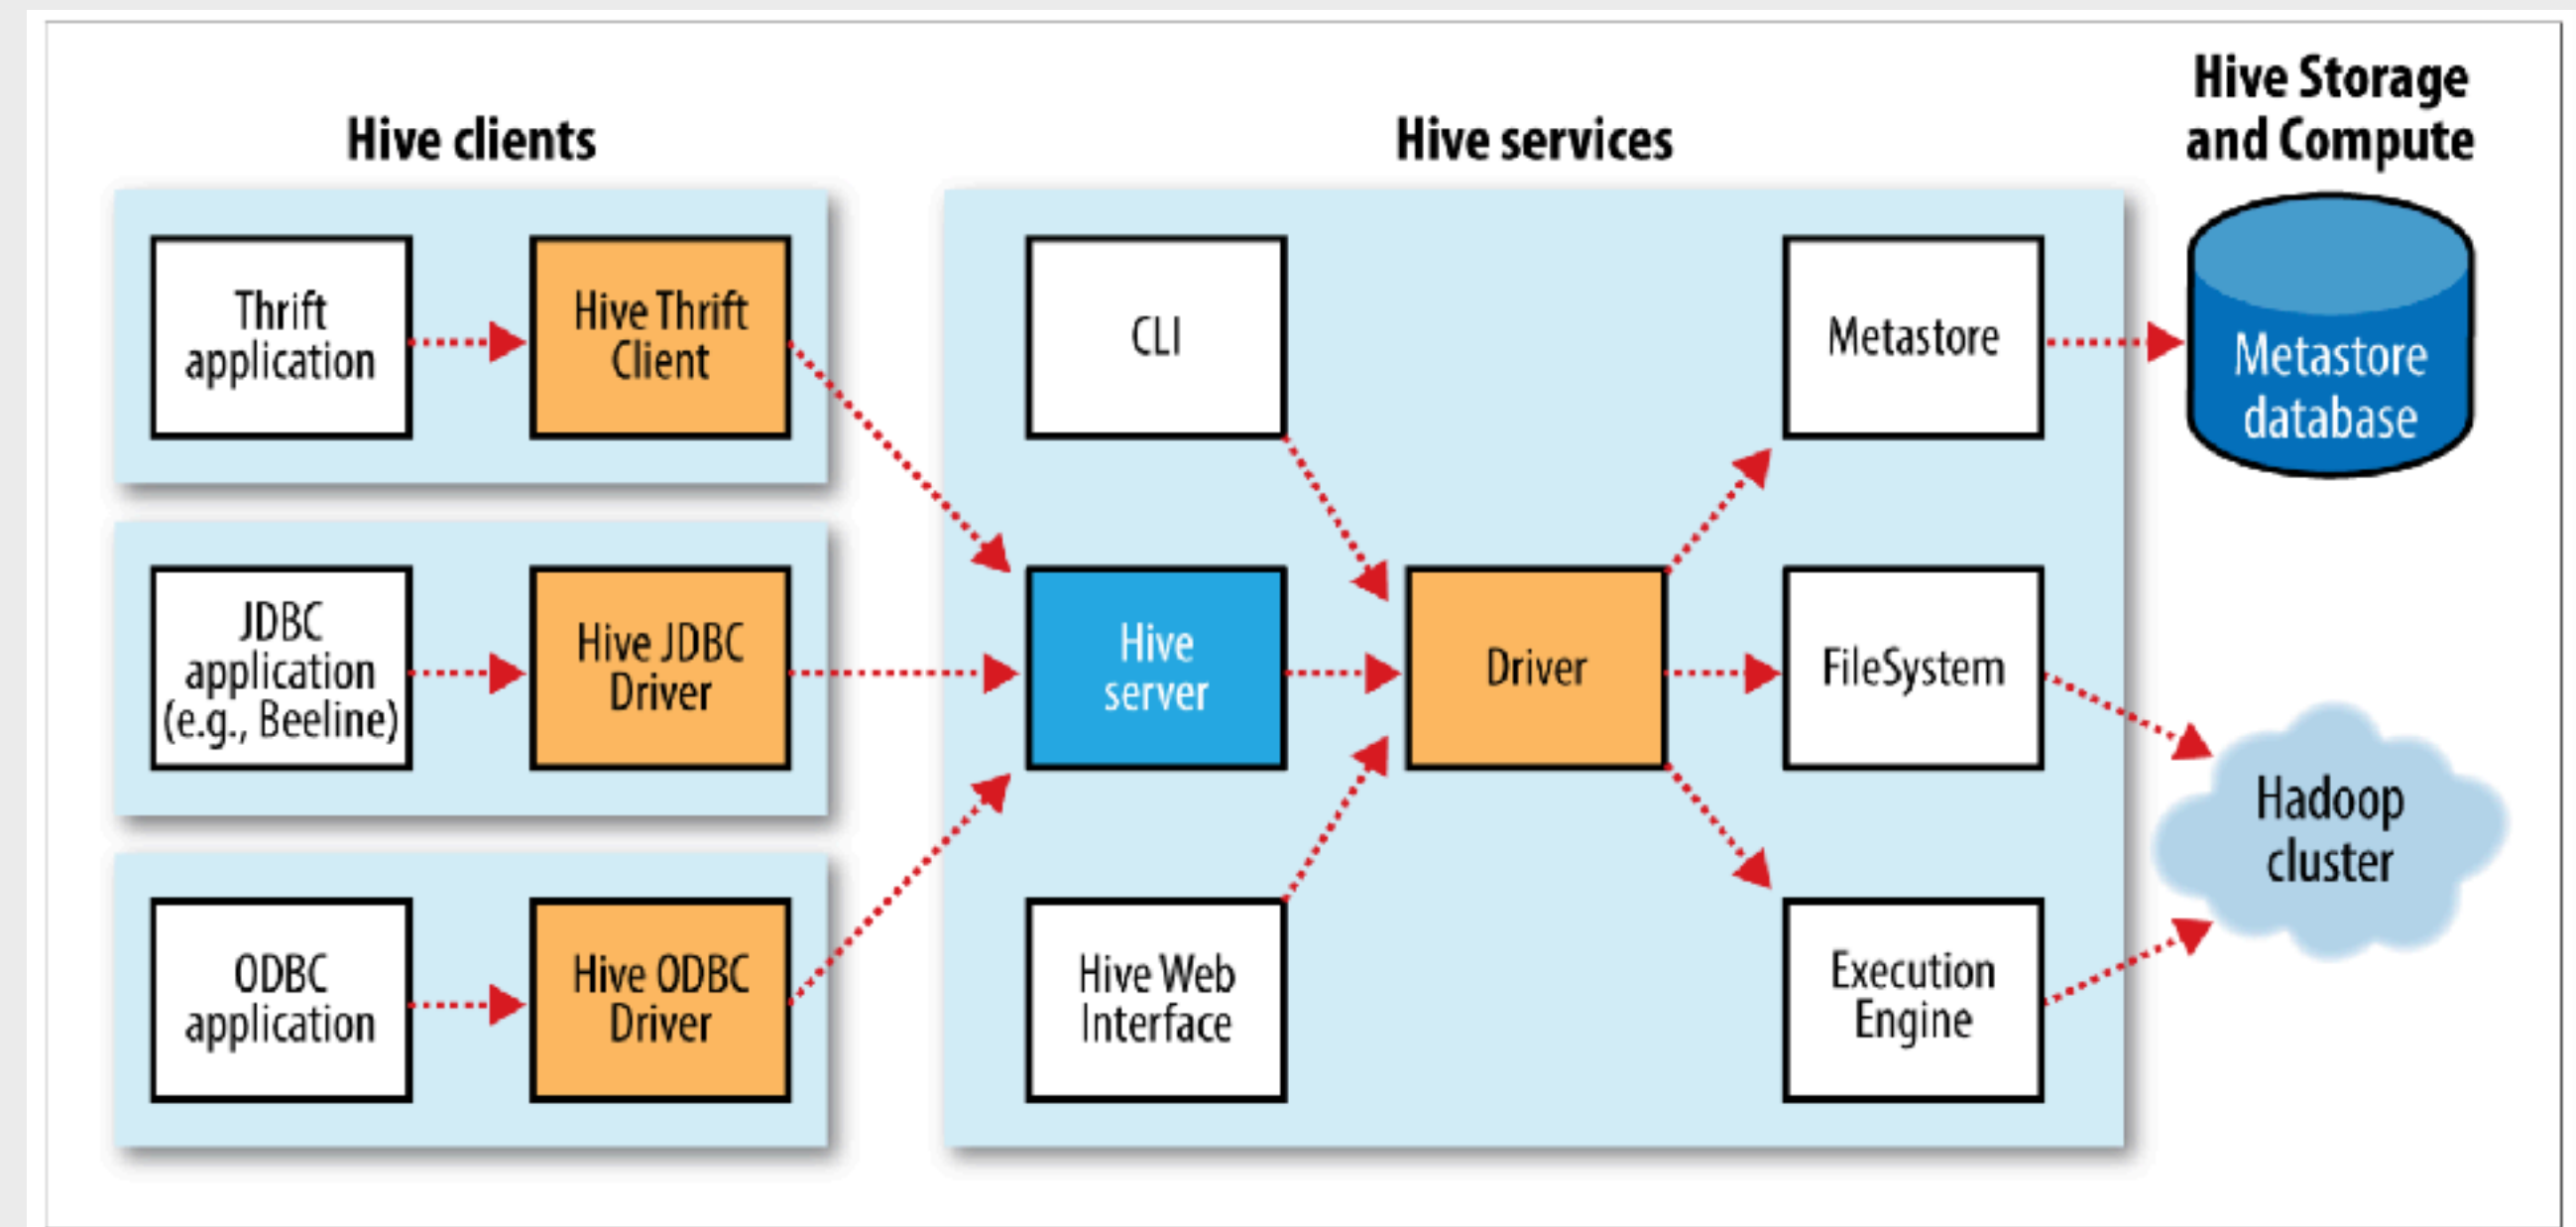 Hive clients
Hive services
Hive Storage
and Compute
Thrift
application
Hive Thrift
Client
CLI
Metastore
Metastore
database
JDBC
application
(e.g., Beeline)
Hive JDBC
Driver
Hive
server
Driver
FileSystem
Hadoop
cluster
ODBC
application
Hive ODBC
Driver
Hive Web
Interface
Execution
Engine